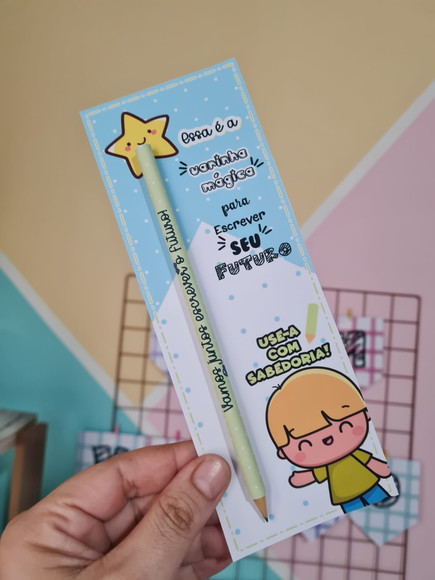 Essa é a
varinha
mágica
para
Escrever
SEU
FUTURO
Vamos juntos escrever o futuro!
USE-A
COM
SABEDORIA!